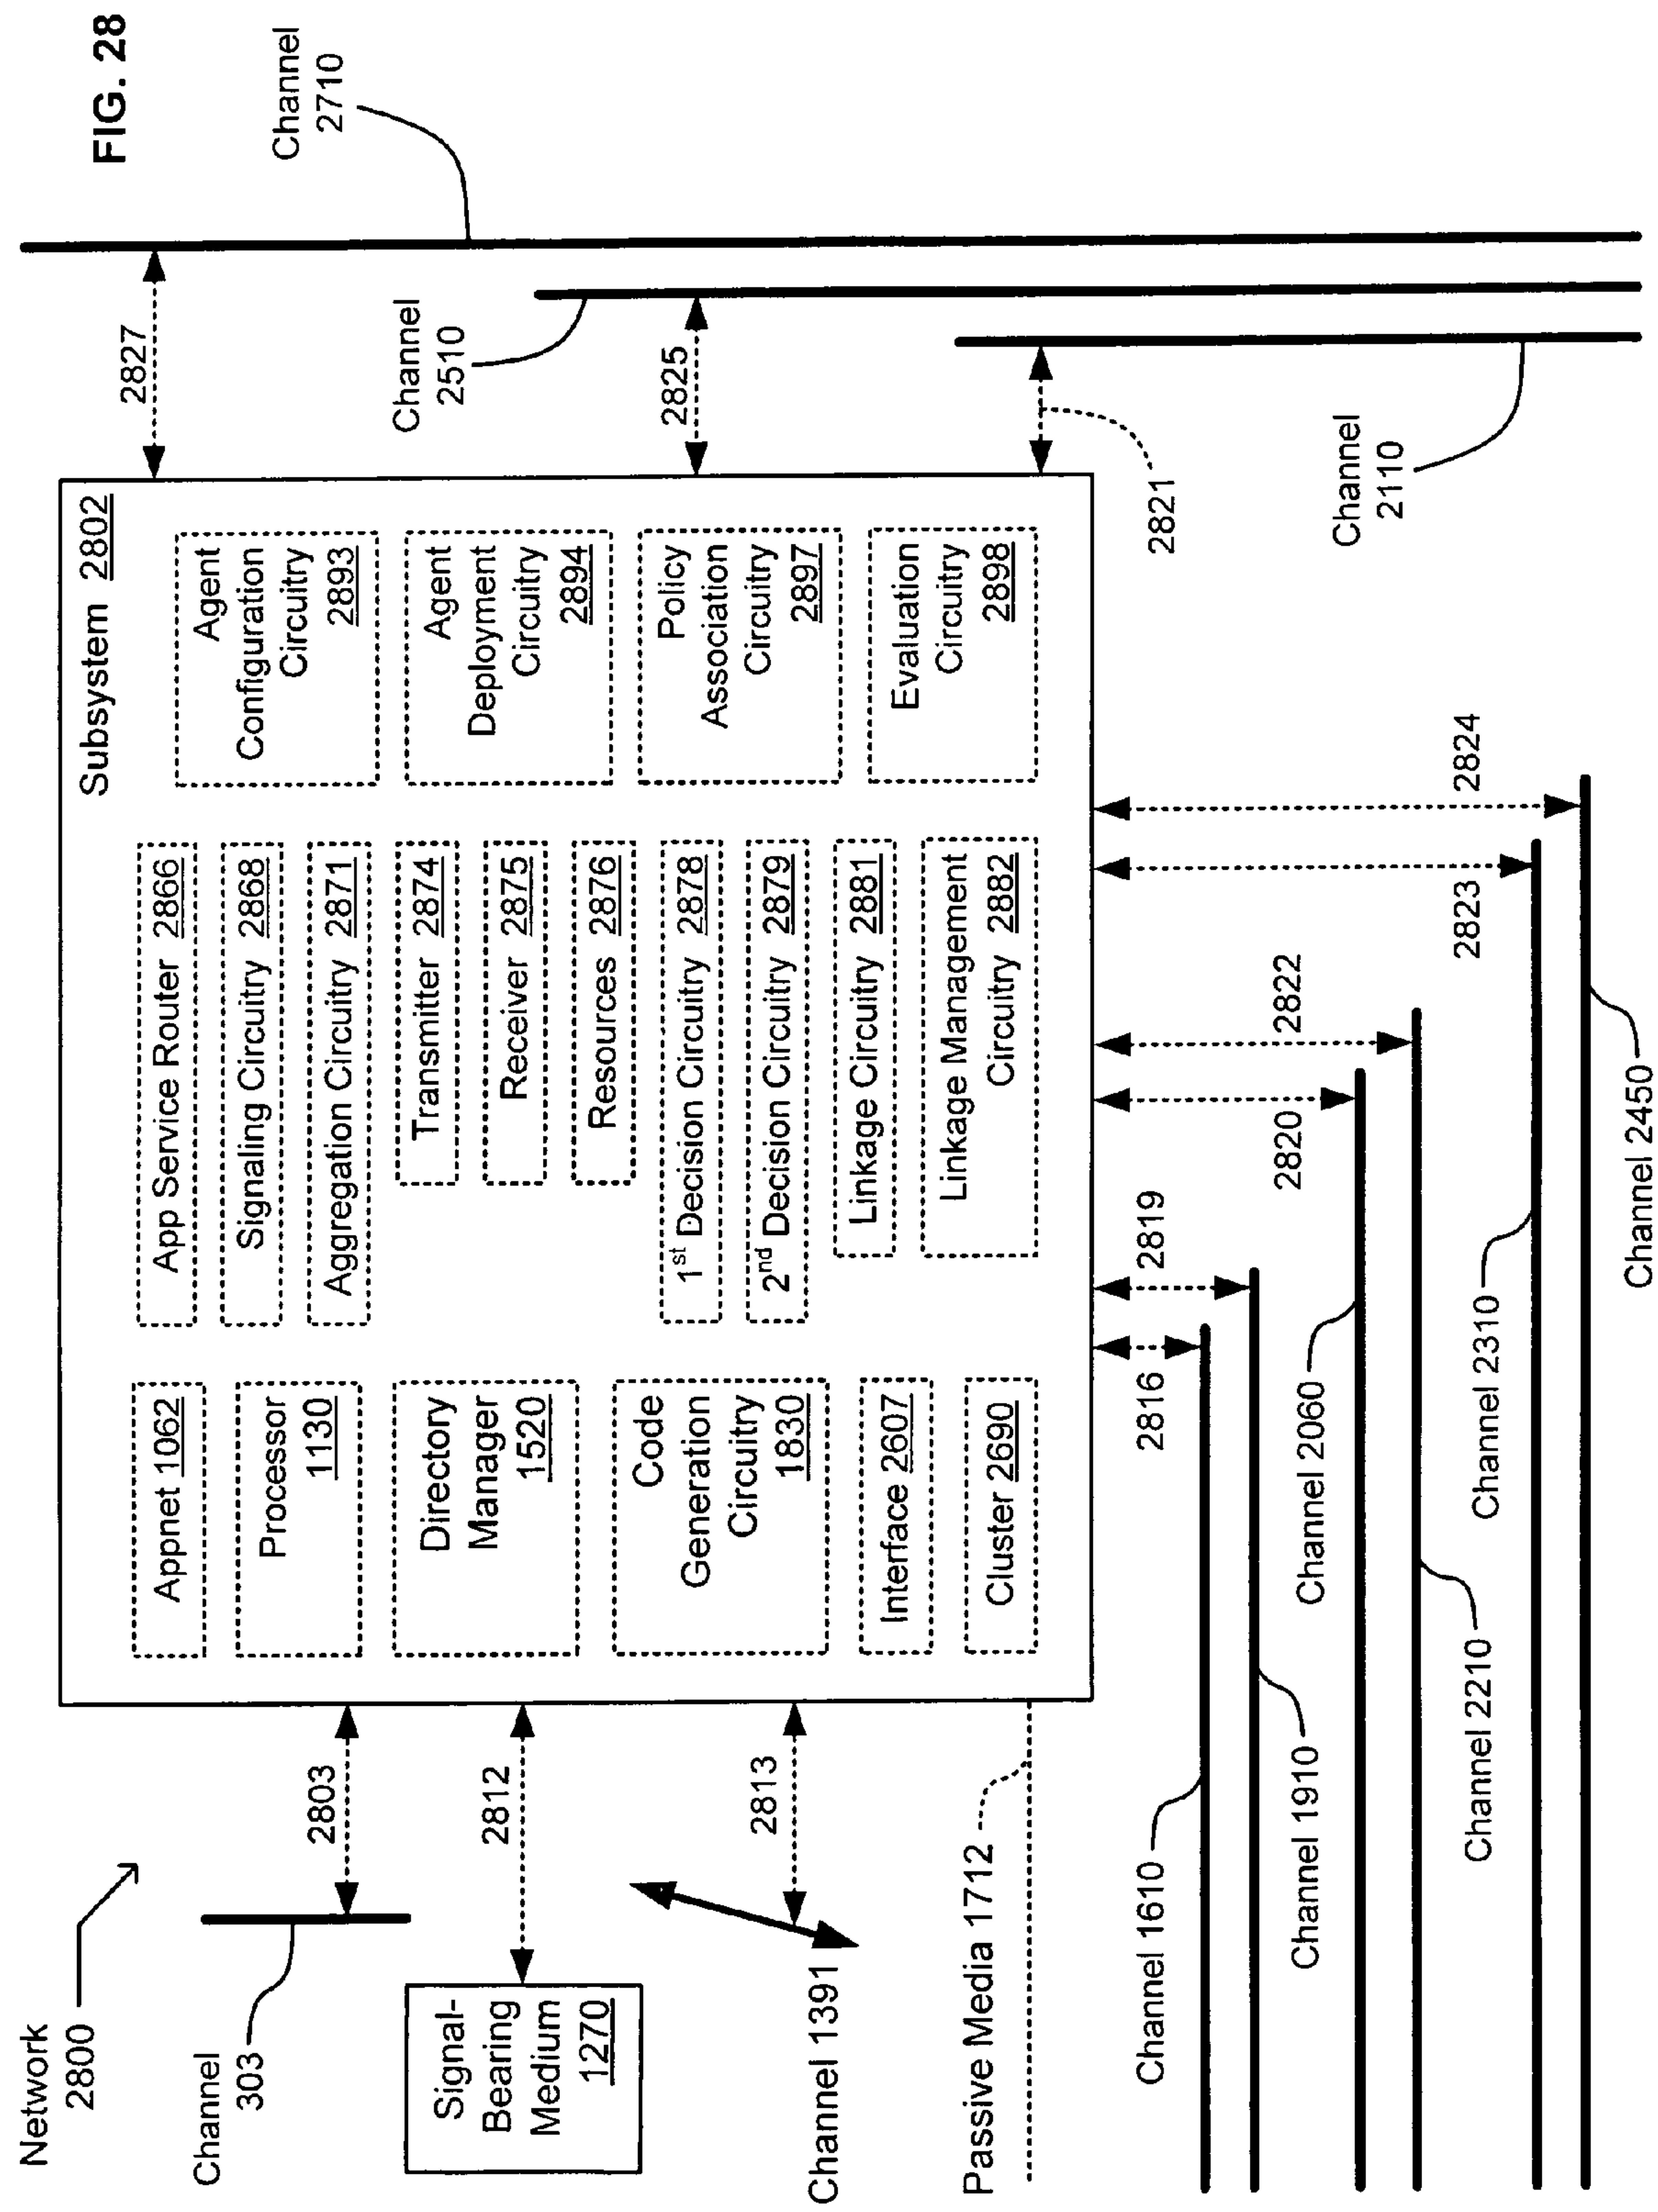 FIG. 28
Network
2800
Channel
303
Signal-
Bearing
Medium
1270
Channel 1391
Passive Media 1712
2803
2812
2813
Subsystem 2802
Appnet 1062
Processor
1130
Directory
Manager
1520
Code
Generation
Circuitry
1830
Interface 2607
Cluster 2690
App Service Router 2866
Signaling Circuitry 2868
Aggregation Circuitry 2871
Transmitter 2874
Receiver 2875
Resources 2876
1st Decision Circuitry 2878
2nd Decision Circuitry 2879
Linkage Circuitry 2881
Linkage Management
Circuitry 2882
Agent
Configuration
Circuitry
2893
Agent
Deployment
Circuitry
2894
Policy
Association
Circuitry
2897
Evaluation
Circuitry
2898
2827
Channel
2710
Channel
2510
2825
2821
Channel
2110
2816
2819
2820
2822
2823
2824
Channel 1610
Channel 1910
Channel 2060
Channel 2210
Channel 2310
Channel 2450